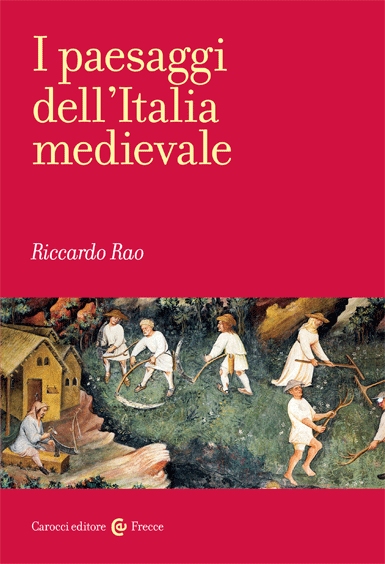 I paesaggi
dell’Italia
medievale
Riccardo Rao
Carocci editore @ Frecce